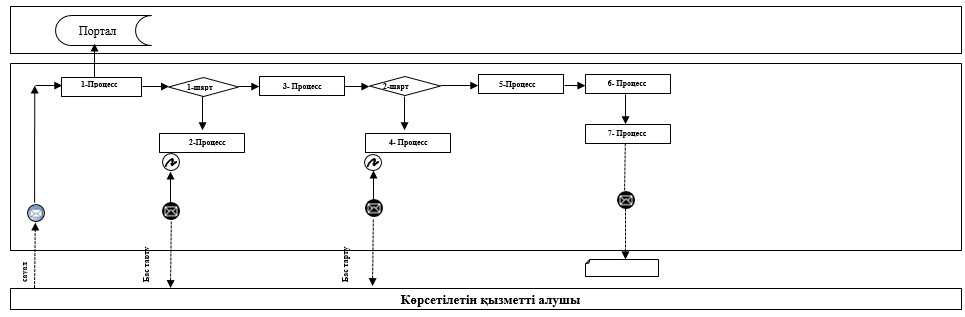 Портал
1-Процесс
1-шарт
3- Процесс
2-шарт
5-Процесс
6- Процесс
2-Процесс
4- Процесс
7- Процесс
сауал
Бас тарту
Бас тарту
Көрсетілетін қызметті алушы